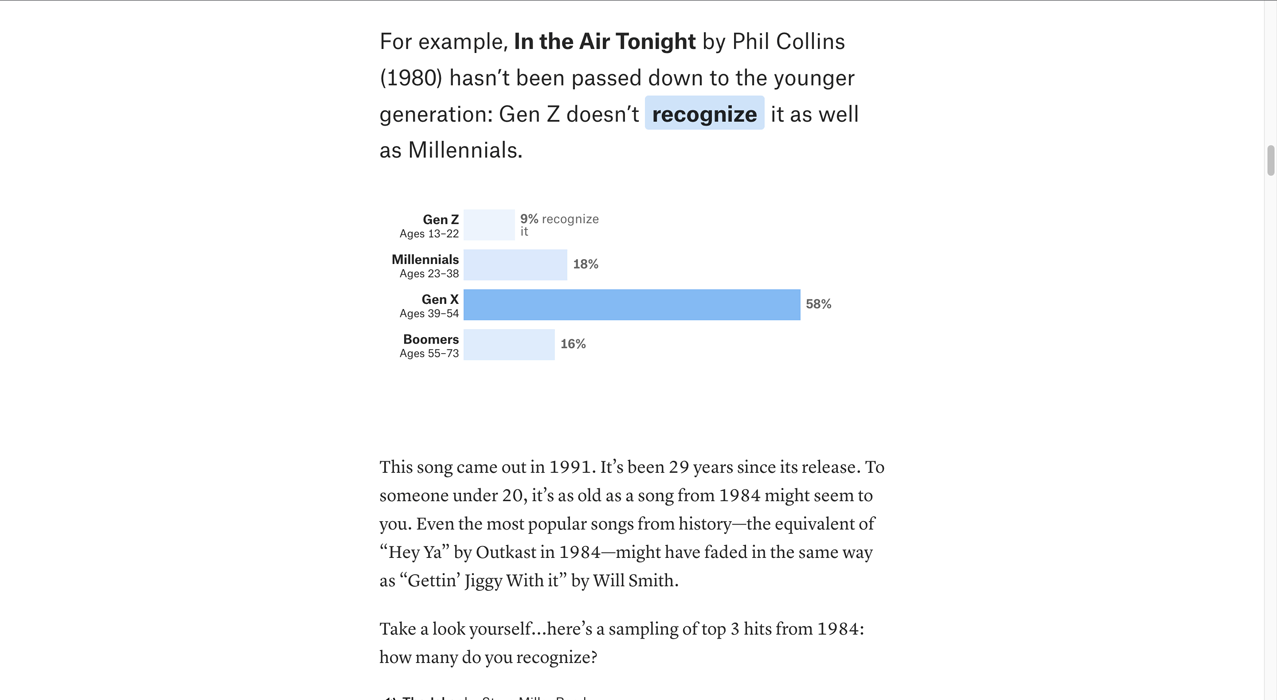 For example, In the Air Tonight by Phil Collins
(1980) hasn’t been passed down to the younger
generation: Gen Z doesn’t recognize it as well
as Millennials.
Gen Z
Ages 13–22
9% recognize
it
Millennials
Ages 23–38
18%
Gen X
Ages 39–54
58%
Boomers
Ages 55–73
16%
This song came out in 1991. It’s been 29 years since its release. To
someone under 20, it’s as old as a song from 1984 might seem to
you. Even the most popular songs from history—the equivalent of
“Hey Ya” by Outkast in 1984—might have faded in the same way
as “Gettin’ Jiggy With it” by Will Smith.
Take a look yourself…here’s a sampling of top 3 hits from 1984:
how many do you recognize?